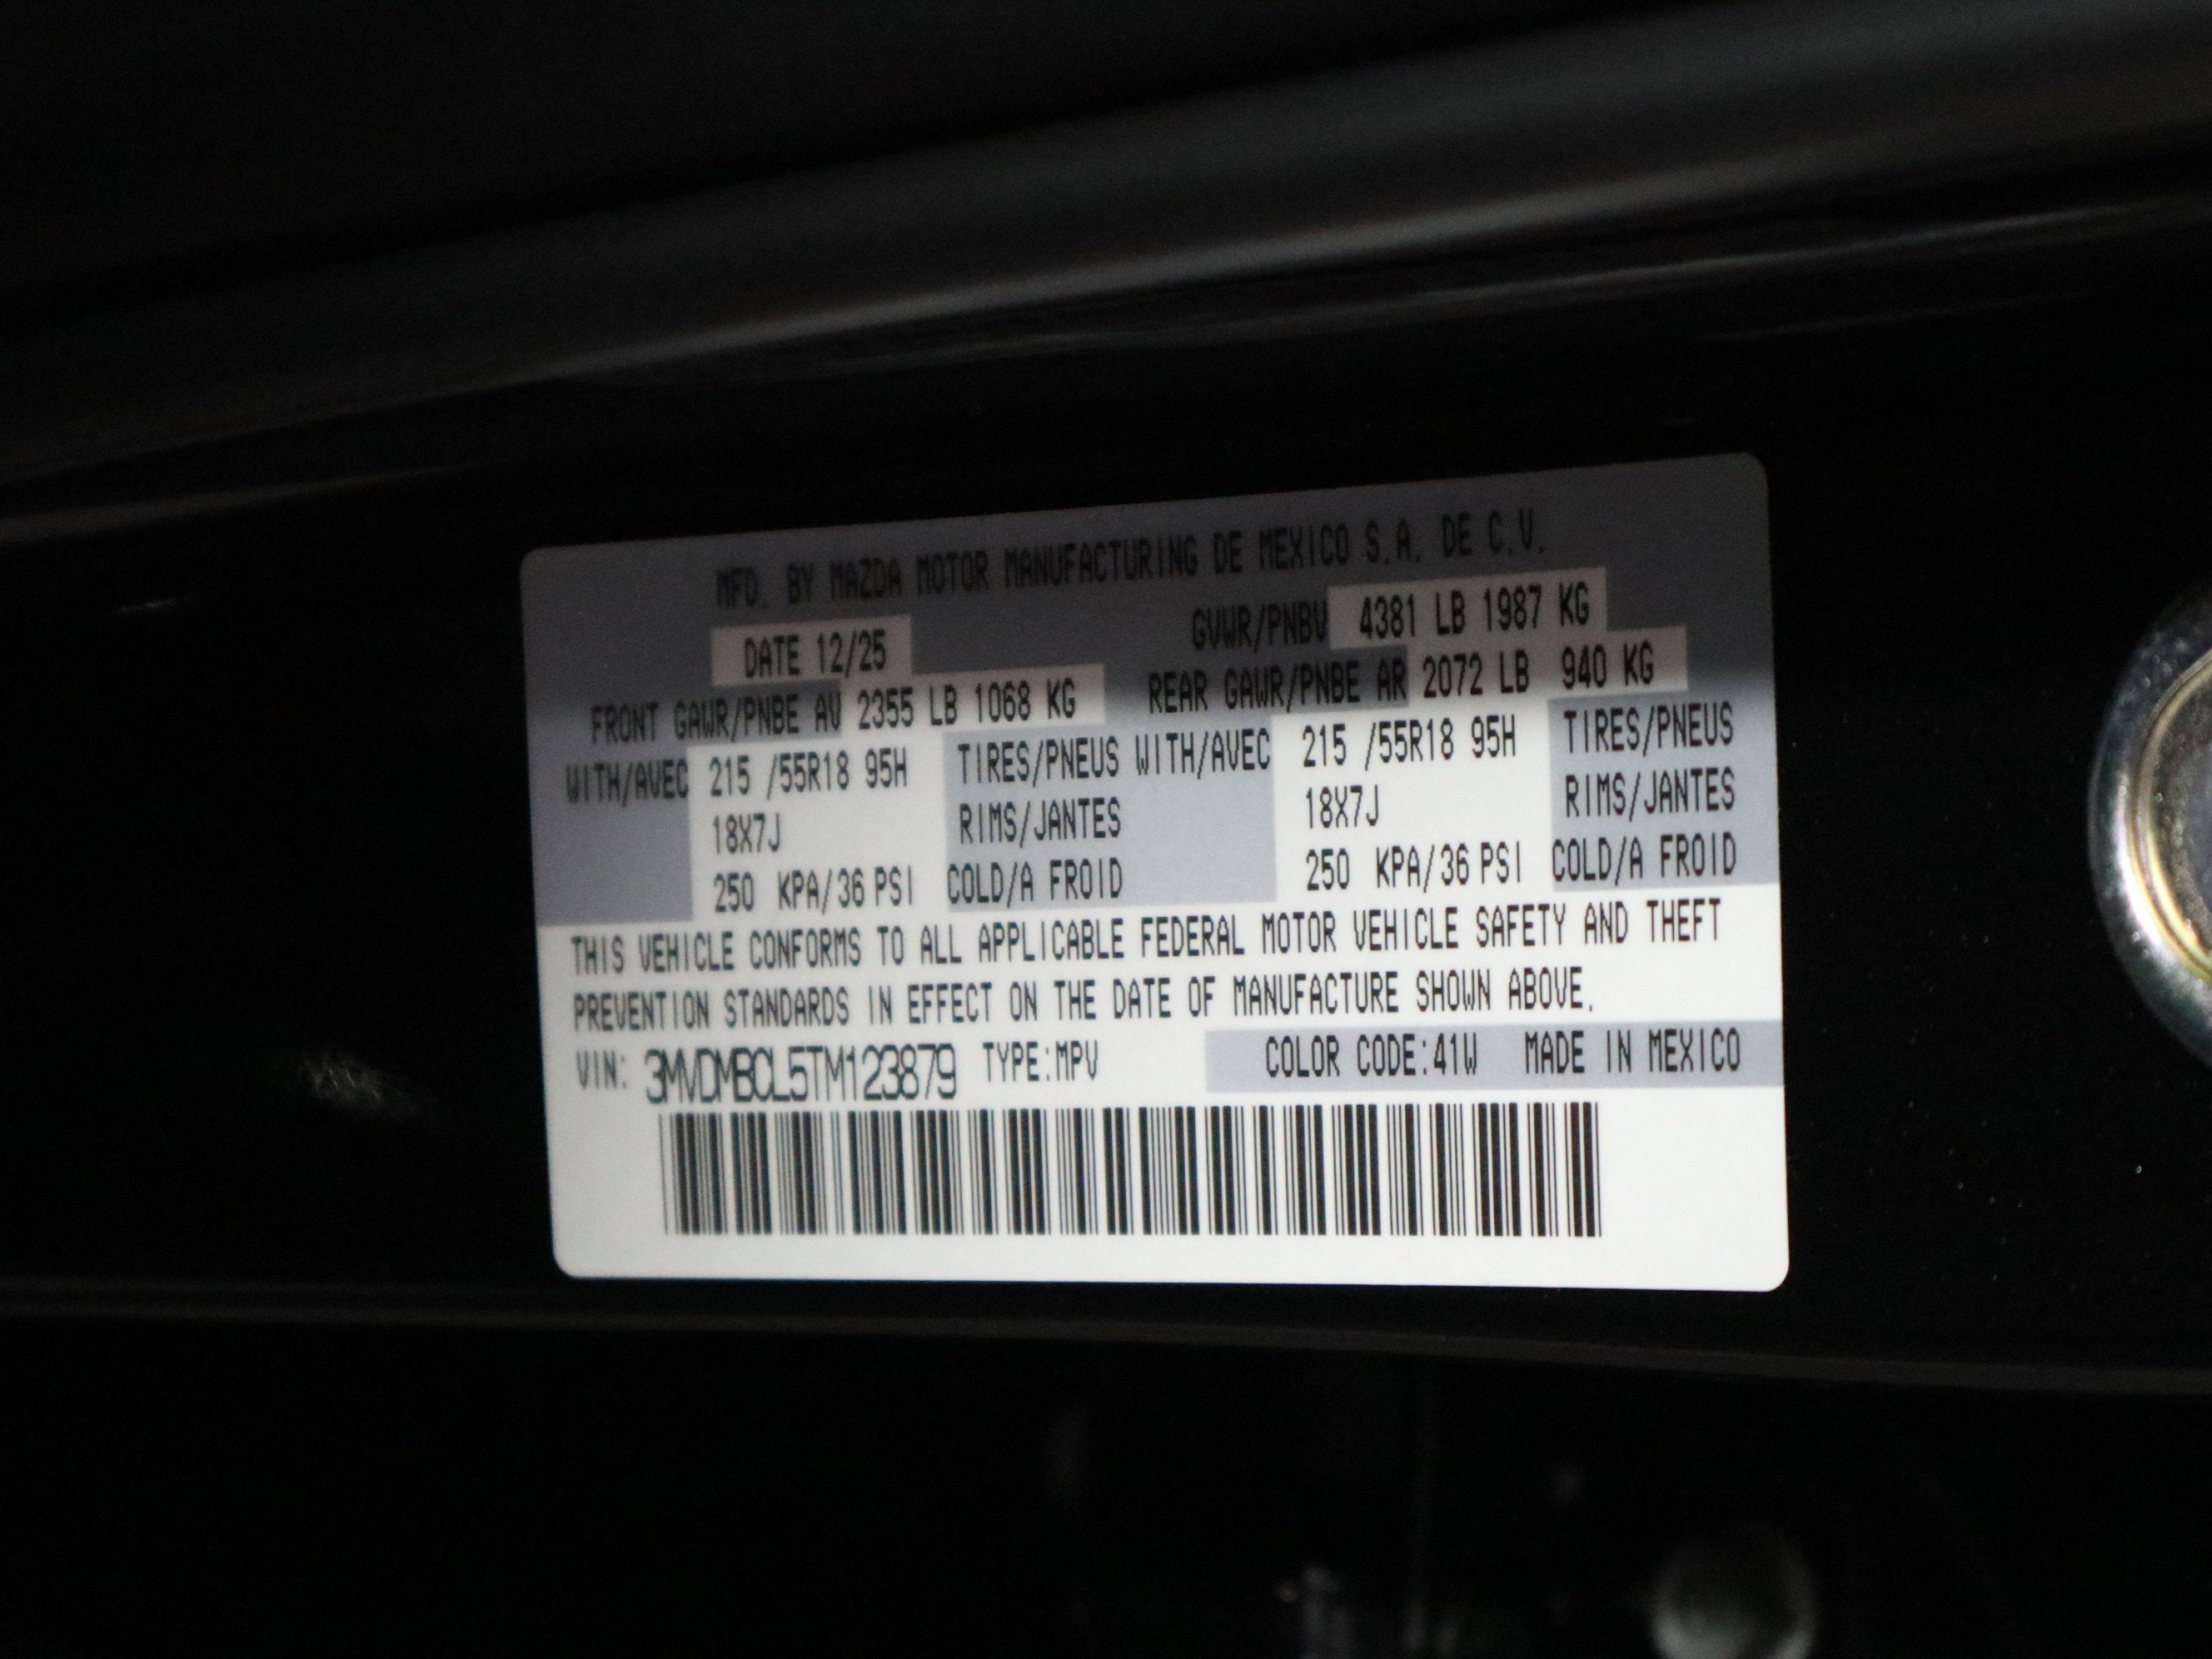 MFD. BY MAZDA MOTOR MANUFACTURING DE MEXICO S.A. DE C.V.
DATE 12/25 GVWR/PNBV 4381 LB 1987 KG
FRONT GAWR/PNBE AV 2355 LB 1068 KG REAR GAWR/PNBE AR 2072 LB 940 KG
WITH/AVEC 215 /55R18 95H TIRES/PNEUS WITH/AVEC 215 /55R18 95H TIRES/PNEUS
18X7J RIMS/JANTES 18X7J RIMS/JANTES
250 KPA/36 PSI COLD/A FROID 250 KPA/36 PSI COLD/A FROID
THIS VEHICLE CONFORMS TO ALL APPLICABLE FEDERAL MOTOR VEHICLE SAFETY AND THEFT
PREVENTION STANDARDS IN EFFECT ON THE DATE OF MANUFACTURE SHOWN ABOVE.
VIN: 3MVDMBCL5TM123879 TYPE:MPV COLOR CODE:41W MADE IN MEXICO